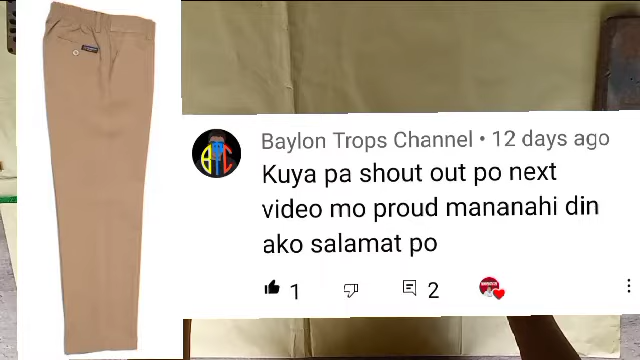 Baylon Trops Channel • 12 days ago
Kuya pa shout out po next
video mo proud mananahi din
ako salamat po
1
2
BTC